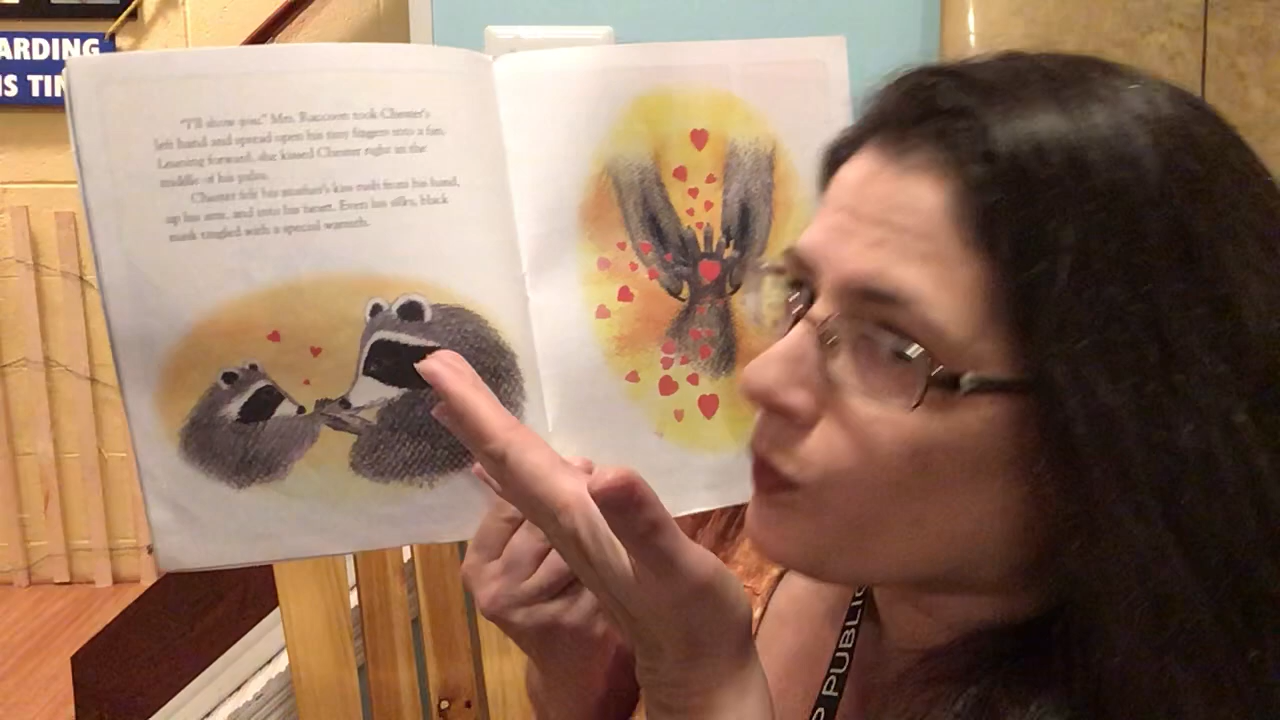 ARDING
IS TIM
"I'll show you." Mrs. Raccoon took Chester's
left hand and spread open his tiny fingers into a fan.
Leaning forward, she kissed Chester right in the
middle of his palm.
Chester felt his mother's kiss rush from his hand,
up his arm, and into his heart. Even his silky, black
mask tingled with a special warmth.
P PUBLIC